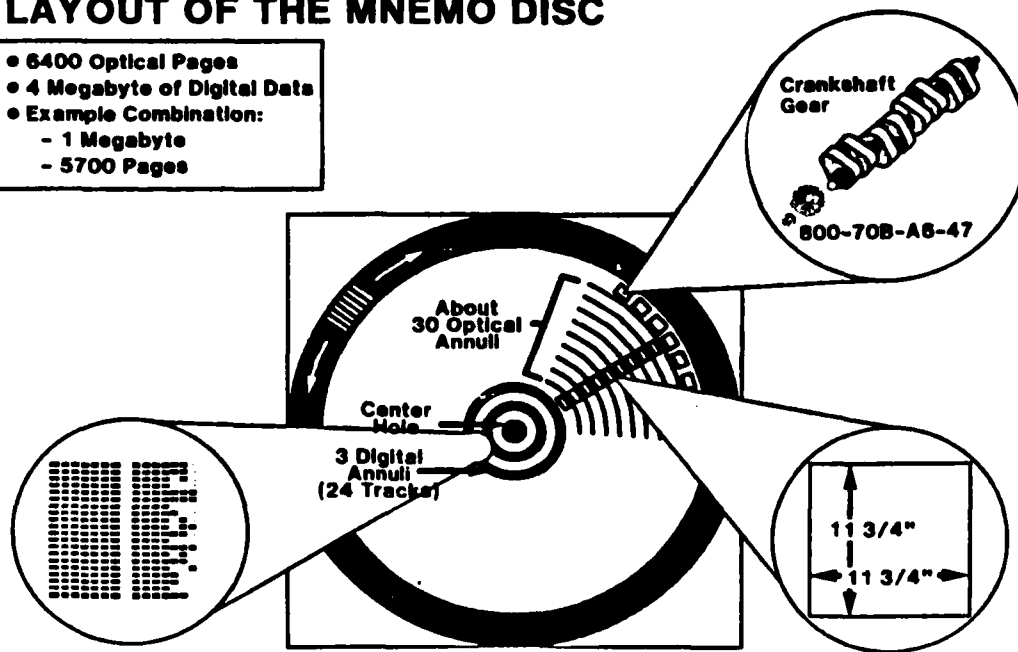 LAYOUT OF THE MNEMO DISC
• 6400 Optical Pages
• 4 Megabyte of Digital Data
• Example Combination:
- 1 Megabyte
- 5700 Pages
Crankshaft
Gear
600-70B-A6-47
About
30 Optical
Annuli
Center
Hole
3 Digital
Annuli
(24 Tracks)
11 3/4"
11 3/4"